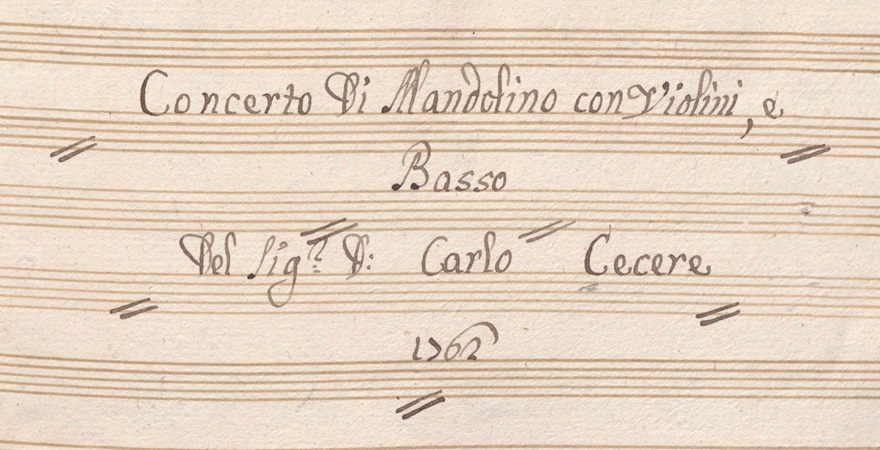 Concerto Di Mandolino con Violini, e
Basso
Del Sig.r D: Carlo Cecere
1762